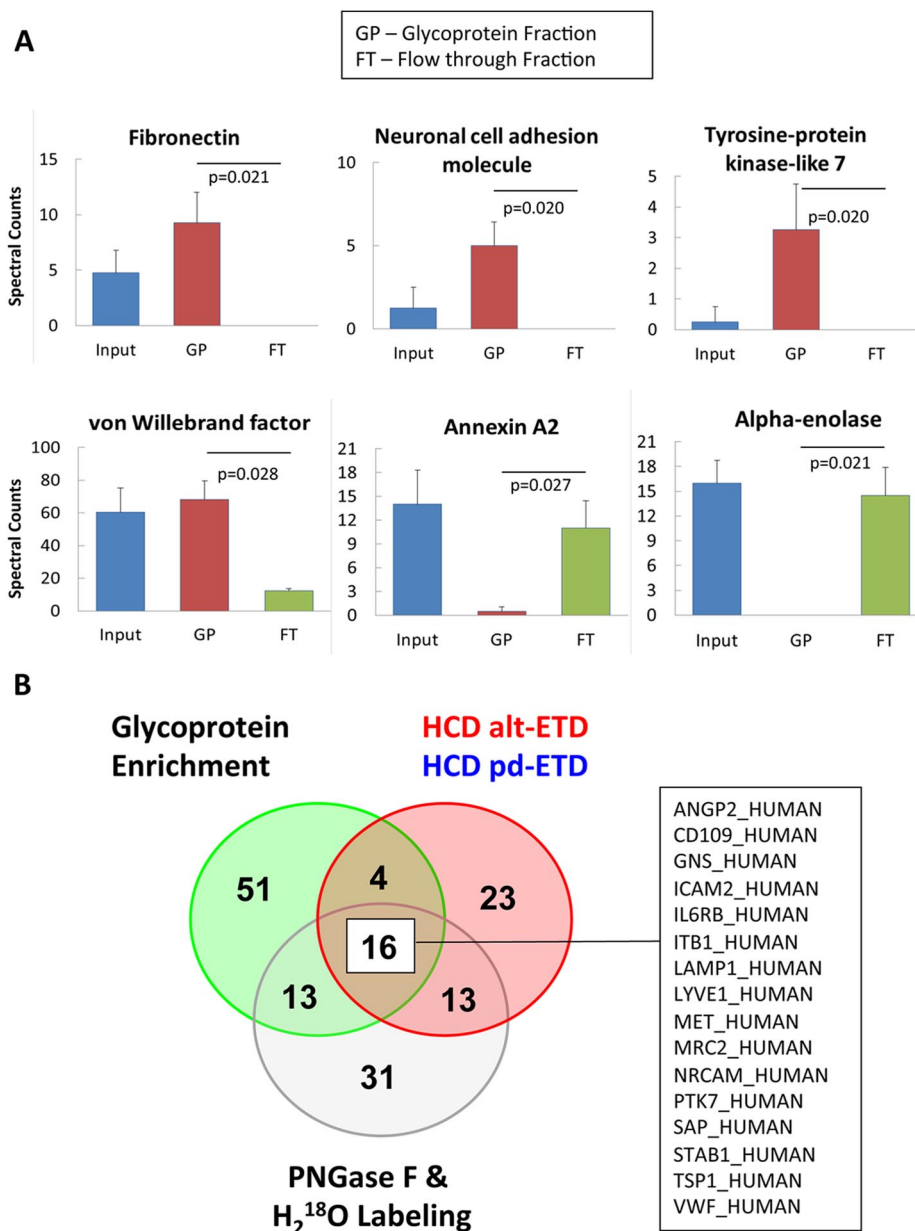 A
GP – Glycoprotein Fraction
FT – Flow through Fraction
Fibronectin
Spectral Counts
15
10
5
0
p=0.021
Input GP FT
Neuronal cell adhesion
molecule
10
5
0
p=0.020
Input GP FT
Tyrosine-protein
kinase-like 7
5
4
3
2
1
0
p=0.020
Input GP FT
von Willebrand factor
Spectral Counts
100
80
60
40
20
0
p=0.028
Input GP FT
Annexin A2
14
15
12
9
6
3
0
p=0.027
Input GP FT
Alpha-enolase
21
18
15
12
9
6
3
0
p=0.021
Input GP FT
B
Glycoprotein
Enrichment
HCD alt-ETD
HCD pd-ETD
51
4
23
16
13
13
31
PNGase F &
H₂¹⁸O Labeling
ANGP2_HUMAN
CD109_HUMAN
GNS_HUMAN
ICAM2_HUMAN
IL6RB_HUMAN
ITB1_HUMAN
LAMP1_HUMAN
LYVE1_HUMAN
MET_HUMAN
MRC2_HUMAN
NRCAM_HUMAN
PTK7_HUMAN
SAP_HUMAN
STAB1_HUMAN
TSP1_HUMAN
VWF_HUMAN